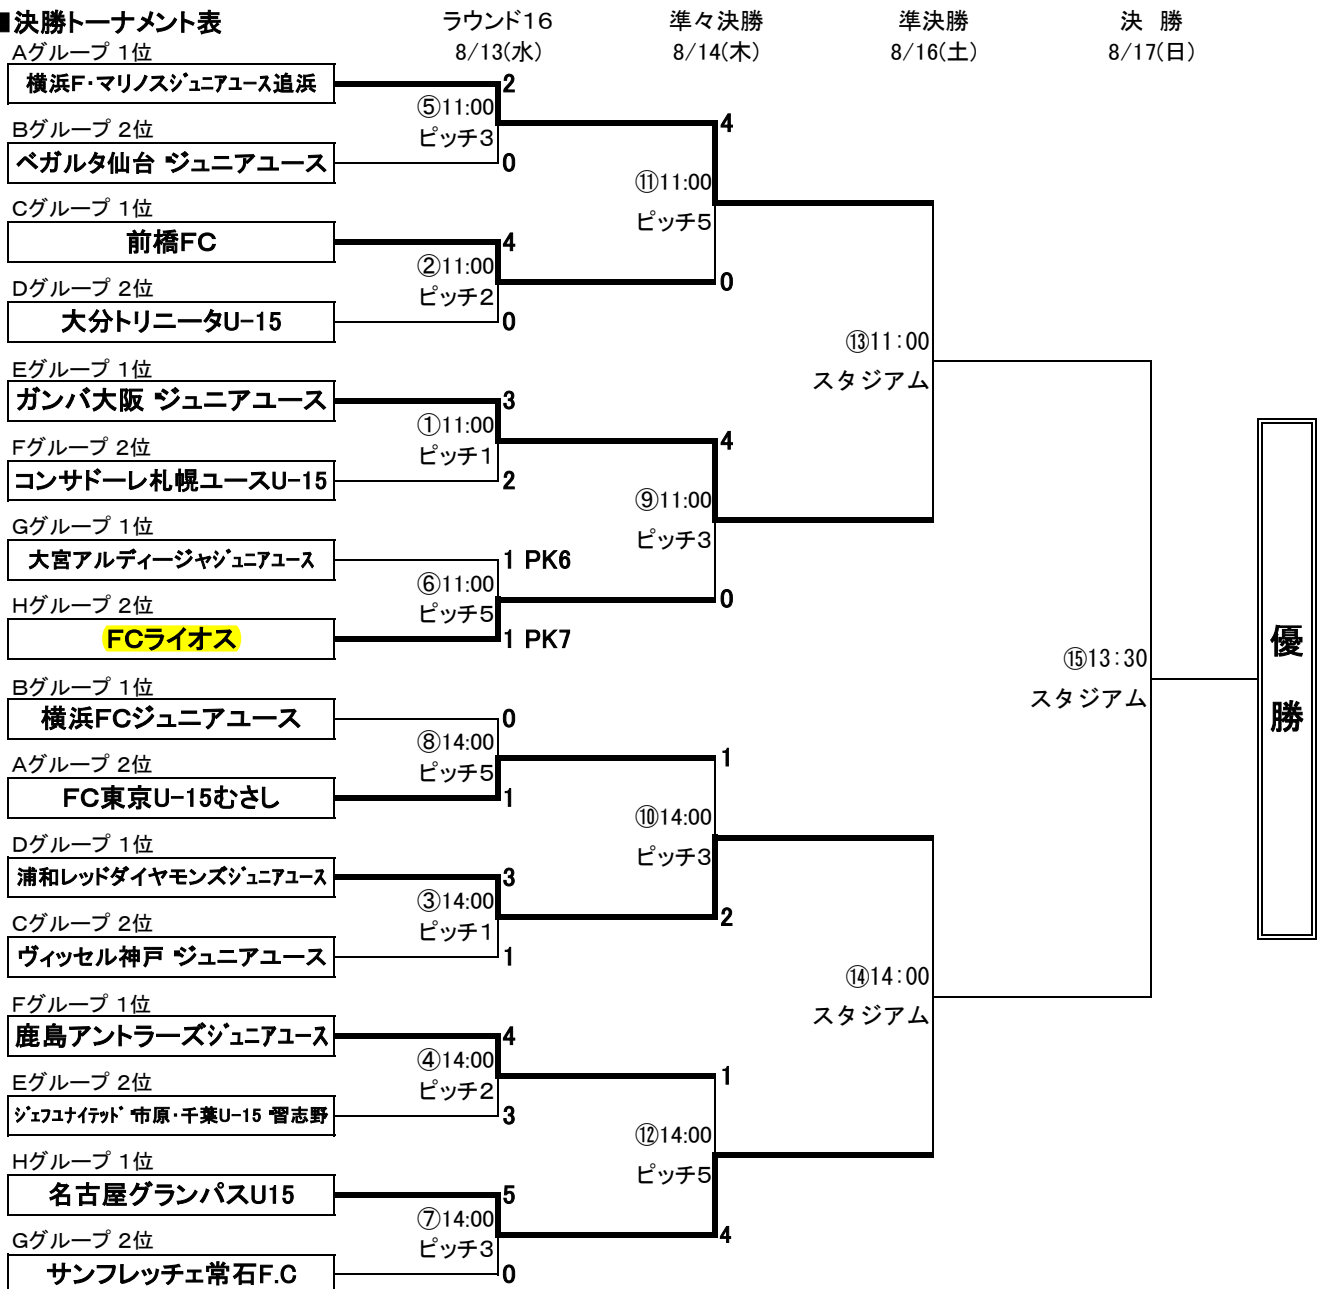 ■決勝トーナメント表
ラウンド16
準々決勝
準決勝
決 勝
8/13(水)
8/14(木)
8/16(土)
8/17(日)
Aグループ 1位
横浜F・マリノスジュニアユース追浜
2
⑤11:00
ピッチ3
4
Bグループ 2位
ベガルタ仙台 ジュニアユース
0
⑪11:00
ピッチ5
Cグループ 1位
前橋FC
4
②11:00
ピッチ2
0
Dグループ 2位
大分トリニータU-15
0
⑬11:00
スタジアム
Eグループ 1位
ガンバ大阪 ジュニアユース
3
①11:00
ピッチ1
4
Fグループ 2位
コンサドーレ札幌ユースU-15
2
⑨11:00
ピッチ3
Gグループ 1位
大宮アルディージャジュニアユース
1 PK6
⑥11:00
ピッチ5
0
Hグループ 2位
FCライオス
1 PK7
⑮13:30
スタジアム
優
勝
Bグループ 1位
横浜FCジュニアユース
0
⑧14:00
ピッチ5
1
Aグループ 2位
FC東京U-15むさし
1
⑩14:00
ピッチ3
Dグループ 1位
浦和レッドダイヤモンズジュニアユース
3
③14:00
ピッチ1
2
Cグループ 2位
ヴィッセル神戸 ジュニアユース
1
⑭14:00
スタジアム
Fグループ 1位
鹿島アントラーズジュニアユース
4
④14:00
ピッチ2
1
Eグループ 2位
ジェフユナイテッド市原・千葉U-15 習志野
3
⑫14:00
ピッチ5
Hグループ 1位
名古屋グランパスU15
5
⑦14:00
ピッチ3
4
Gグループ 2位
サンフレッチェ常石F.C
0